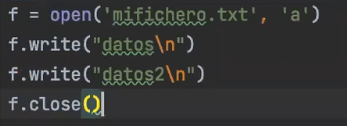 f = open('mifichero.txt', 'a')
f.write("datos\n")
f.write("datos2\n")
f.close()